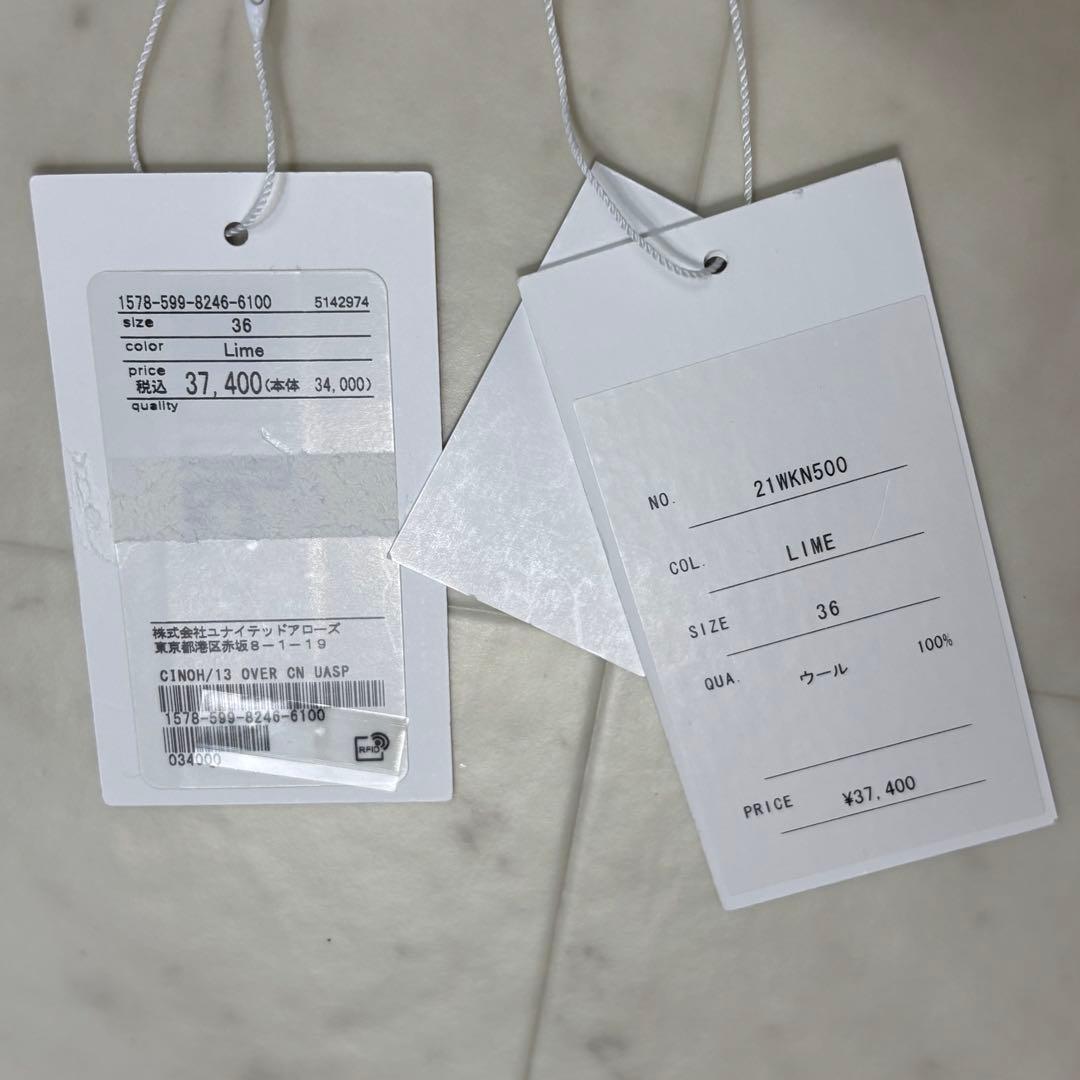 1578-599-8246-6100 5142974
size 36
color Lime
price
税込 37,400(本体 34,000)
quality
株式会社ユナイテッドアローズ
東京都港区赤坂8-1-19
CINOH/13 OVER CN UASP
1578-599-8246-6100
034000
RFID
NO. 21WKN500
COL. LIME
SIZE 36
QUA. ウール 100%
PRICE ¥37,400